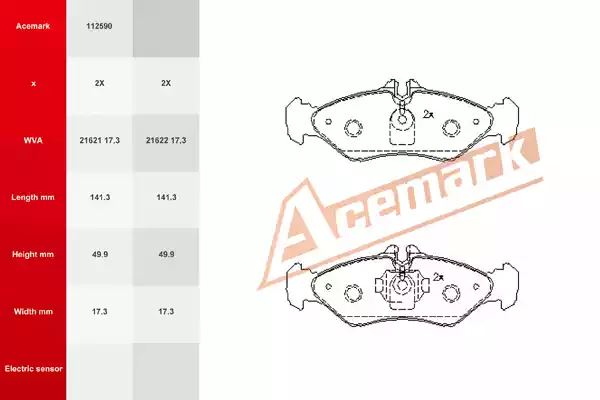 Acemark 112590
x 2X 2X
WVA 21621 17,3 21622 17,3
Length mm 141.3 141.3
Height mm 49.9 49.9
Width mm 17.3 17.3
Electric sensor
2x
Acemark
2x